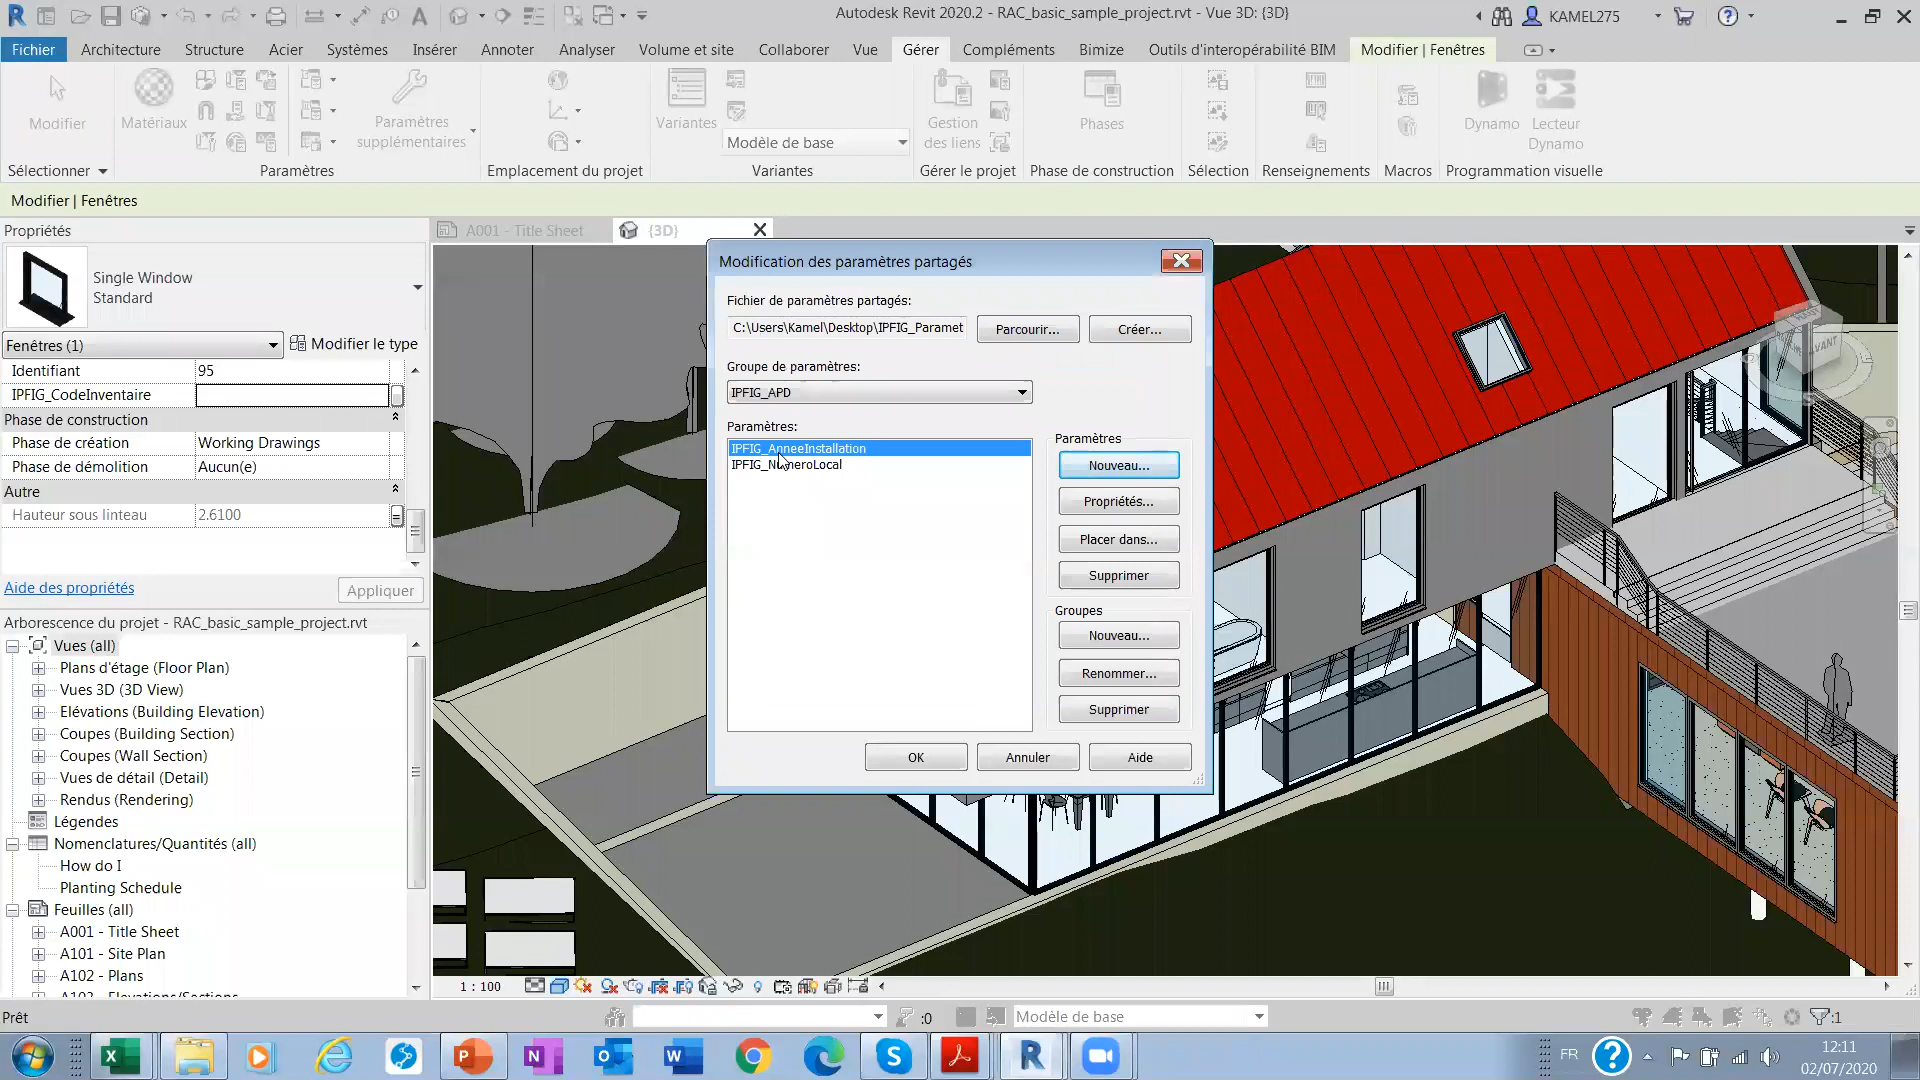 Autodesk Revit 2020.2 - RAC_basic_sample_project.rvt - Vue 3D: {3D}
KAMEL275
Fichier Architecture Structure Acier Systèmes Insérer Annoter Analyser Volume et site Collaborer Vue Gérer Compléments Bimize Outils d'interopérabilité BIM Modifier | Fenêtres
Modifier
Matériaux
Paramètres
supplémentaires
Variantes
Modèle de base
Gestion
des liens
Phases
Dynamo
Lecteur
Dynamo
Sélectionner Paramètres Emplacement du projet Variantes Gérer le projet Phase de construction Sélection Renseignements Macros Programmation visuelle
Modifier | Fenêtres
Propriétés
Single Window
Standard
Fenêtres (1) Modifier le type
Identifiant 95
IPFIG_CodeInventaire
Phase de construction
Phase de création Working Drawings
Phase de démolition Aucun(e)
Autre
Hauteur sous linteau 2.6100
Aide des propriétés Appliquer
Arborescence du projet - RAC_basic_sample_project.rvt
Vues (all)
Plans d'étage (Floor Plan)
Vues 3D (3D View)
Elévations (Building Elevation)
Coupes (Building Section)
Coupes (Wall Section)
Vues de détail (Detail)
Rendus (Rendering)
Légendes
Nomenclatures/Quantités (all)
How do I
Planting Schedule
Feuilles (all)
A001 - Title Sheet
A101 - Site Plan
A102 - Plans
A103 - Elevations/Sections
A001 - Title Sheet {3D}
Modification des paramètres partagés
Fichier de paramètres partagés:
C:\Users\Kamel\Desktop\IPFIG_Paramet Parcourir... Créer...
Groupe de paramètres:
IPFIG_APD
Paramètres:
IPFIG_AnneeInstallation
IPFIG_NumeroLocal
Paramètres
Nouveau...
Propriétés...
Placer dans...
Supprimer
Groupes
Nouveau...
Renommer...
Supprimer
OK Annuler Aide
1 : 100
Prêt
:0
Modèle de base
:1
FR
12:11
02/07/2020